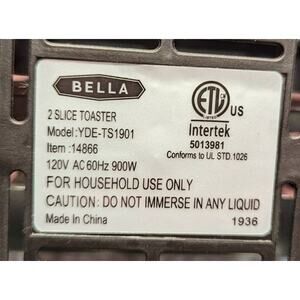 BELLA
ETL US
Intertek
2 SLICE TOASTER
5013981
Model: YDE-TS1901
Conforms to UL STD.1026
Item: 14866
120V AC 60Hz 900W
FOR HOUSEHOLD USE ONLY
CAUTION: DO NOT IMMERSE IN ANY LIQUID
Made In China
1936